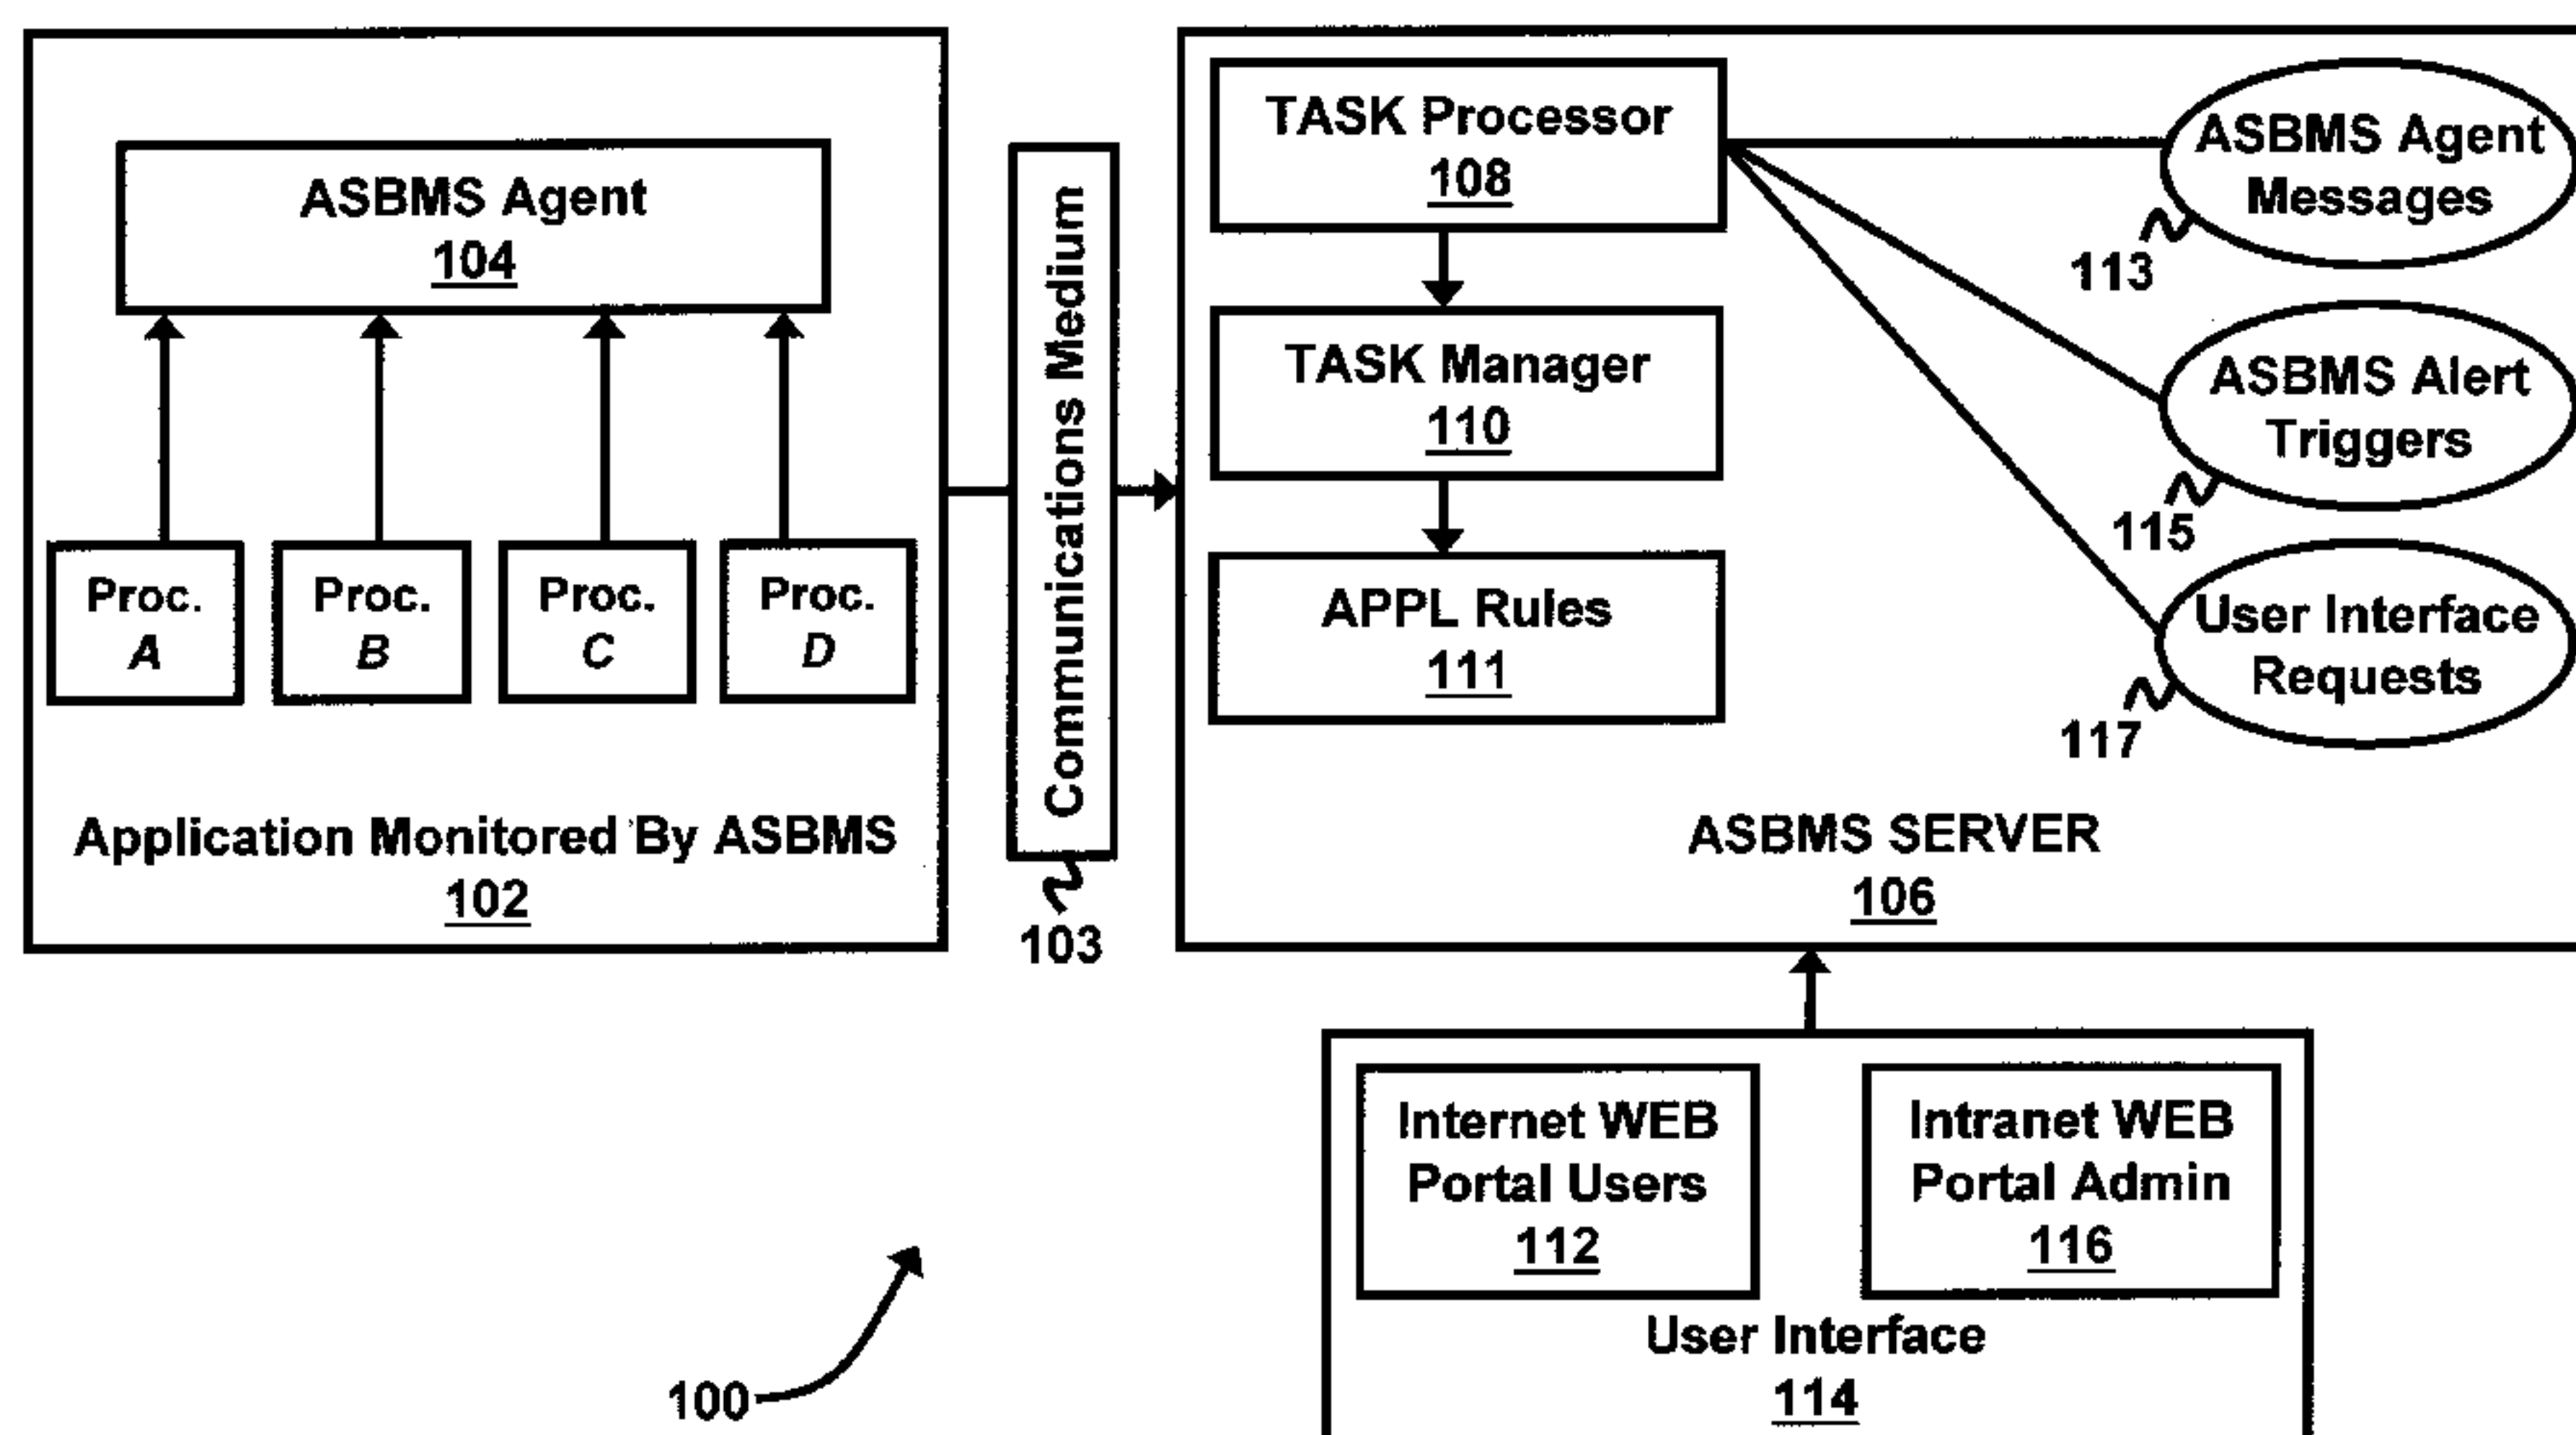 ASBMS Agent
104
Proc.
A
Proc.
B
Proc.
C
Proc.
D
Application Monitored By ASBMS
102
Communications Medium
103
TASK Processor
108
TASK Manager
110
APPL Rules
111
ASBMS Agent
Messages
113
ASBMS Alert
Triggers
115
User Interface
Requests
117
ASBMS SERVER
106
Internet WEB
Portal Users
112
Intranet WEB
Portal Admin
116
User Interface
114
100